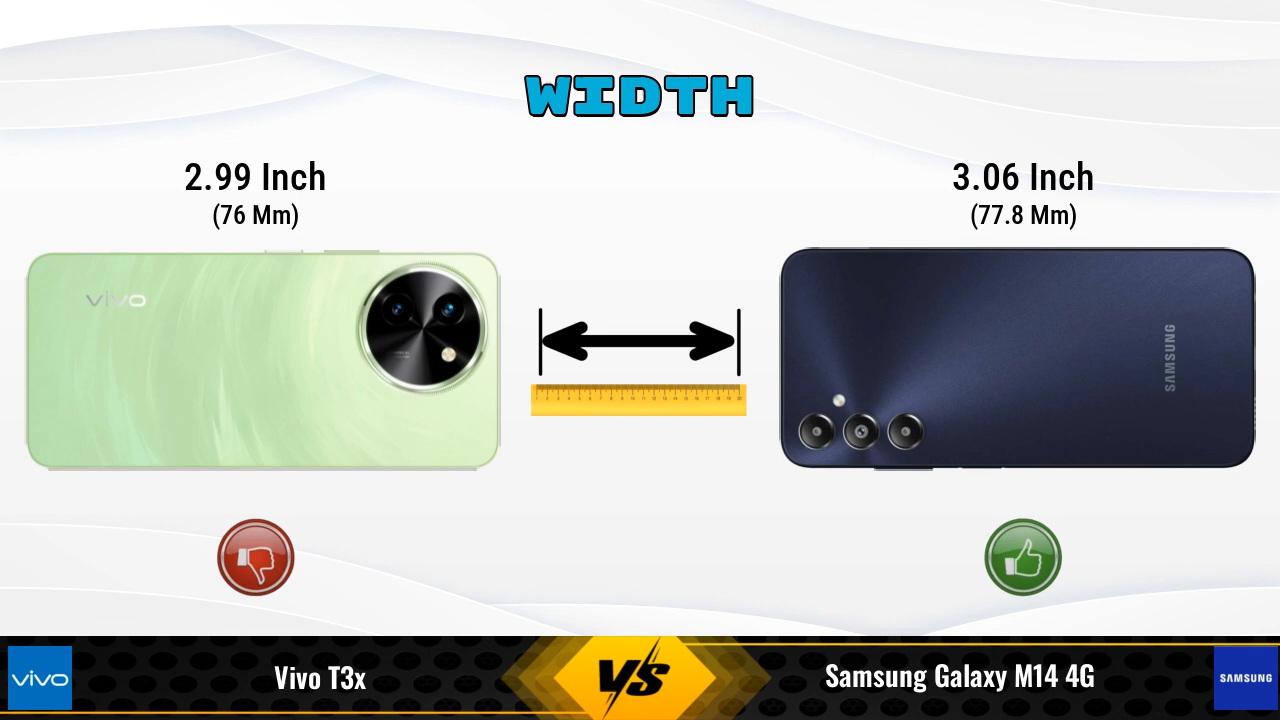 WIDTH
2.99 Inch
(76 Mm)
3.06 Inch
(77.8 Mm)
vivo
SAMSUNG
vivo
Vivo T3x
VS
Samsung Galaxy M14 4G
SAMSUNG